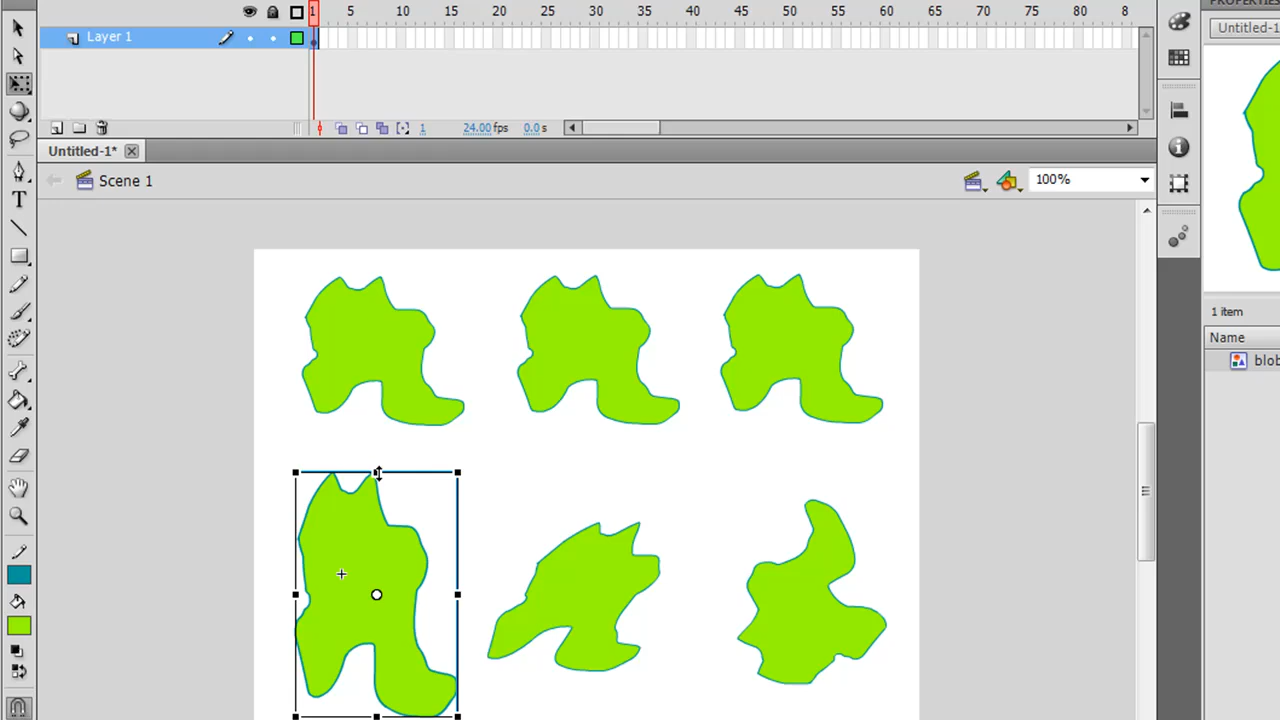 1 5 10 15 20 25 30 35 40 45 50 55 60 65 70 75 80 8
PROPERTIES
Layer 1
Untitled-1
1 24.00 fps 0.0 s
Untitled-1*
Scene 1
100%
1 item
Name
blob
T